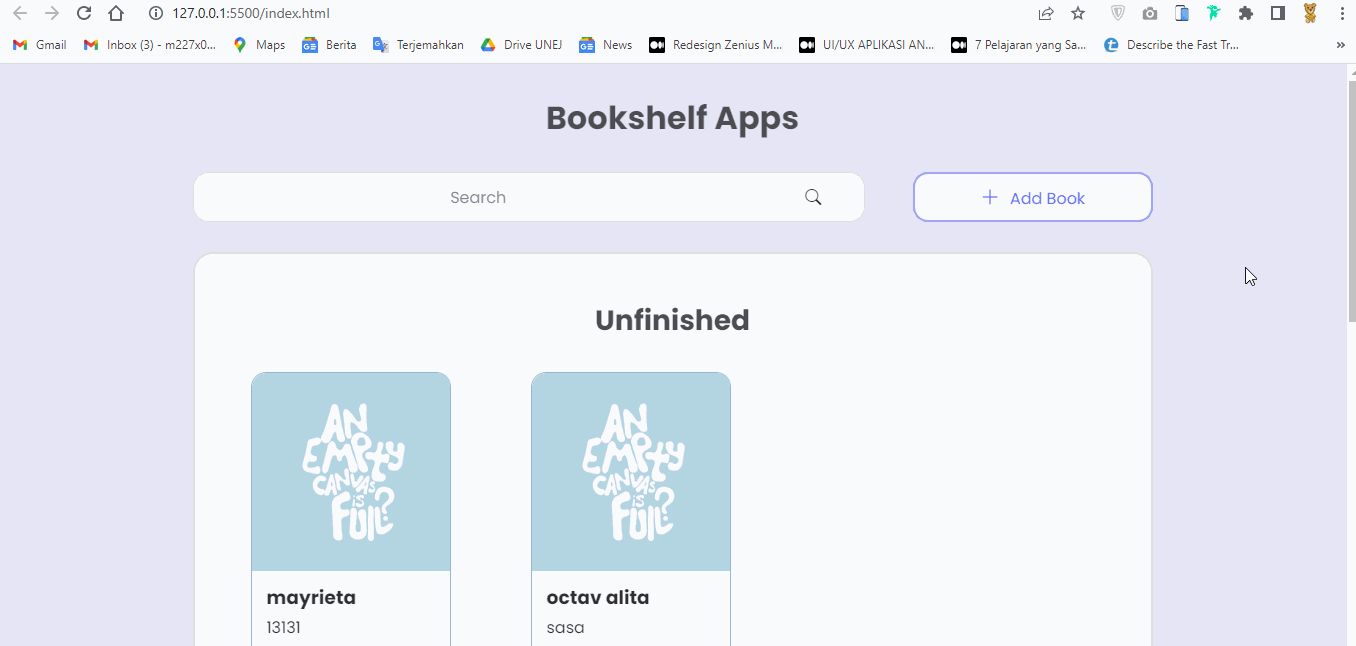 127.0.0.1:5500/index.html
Gmail
Inbox (3) - m227x0...
Maps
Berita
Terjemahkan
Drive UNEJ
News
Redesign Zenius M...
UI/UX APLIKASI AN...
7 Pelajaran yang Sa...
Describe the Fast Tr...
»
Bookshelf Apps
Search
Add Book
Unfinished
AN
EMPTY
CANVAS
IS
FULL?
AN
EMPTY
CANVAS
IS
FULL?
mayrieta
13131
octav alita
sasa